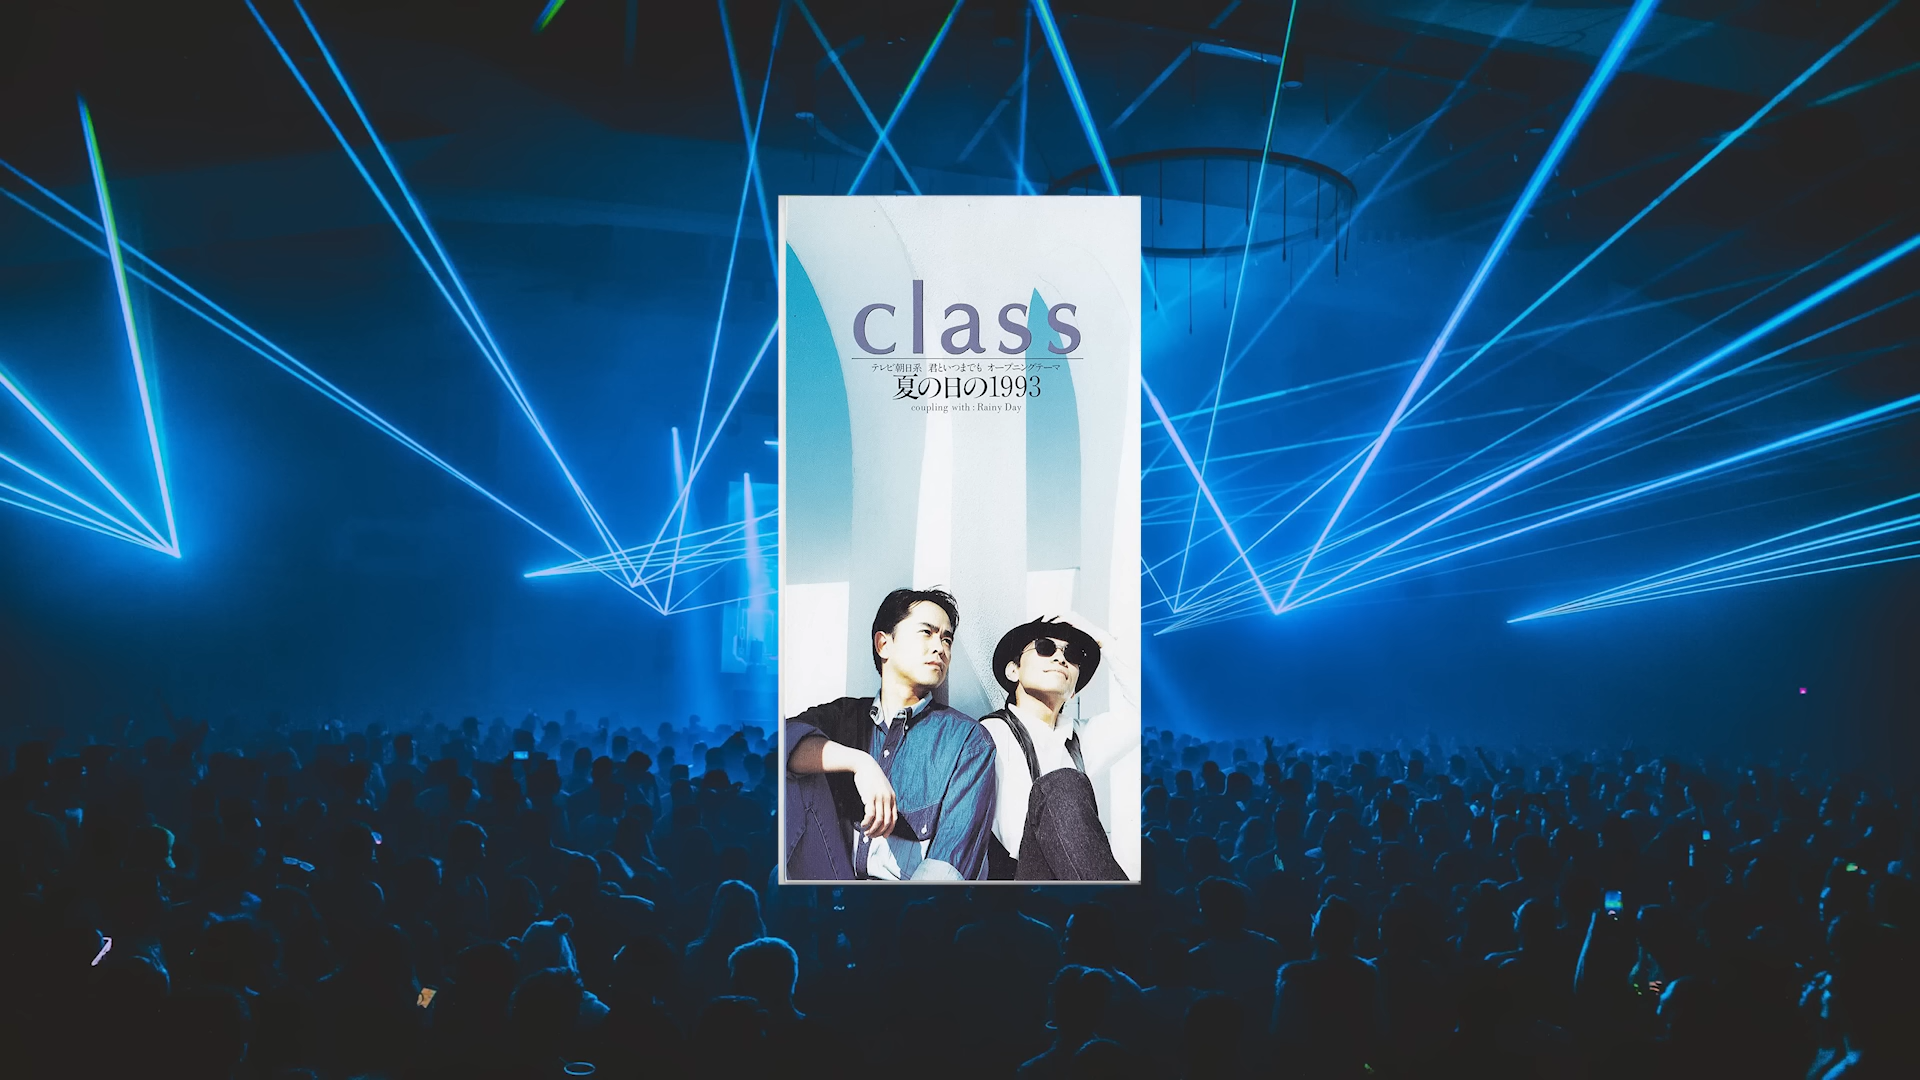 class
テレビ朝日系 君といつまでも オープニングテーマ
夏の日の1993
coupling with : Rainy Day